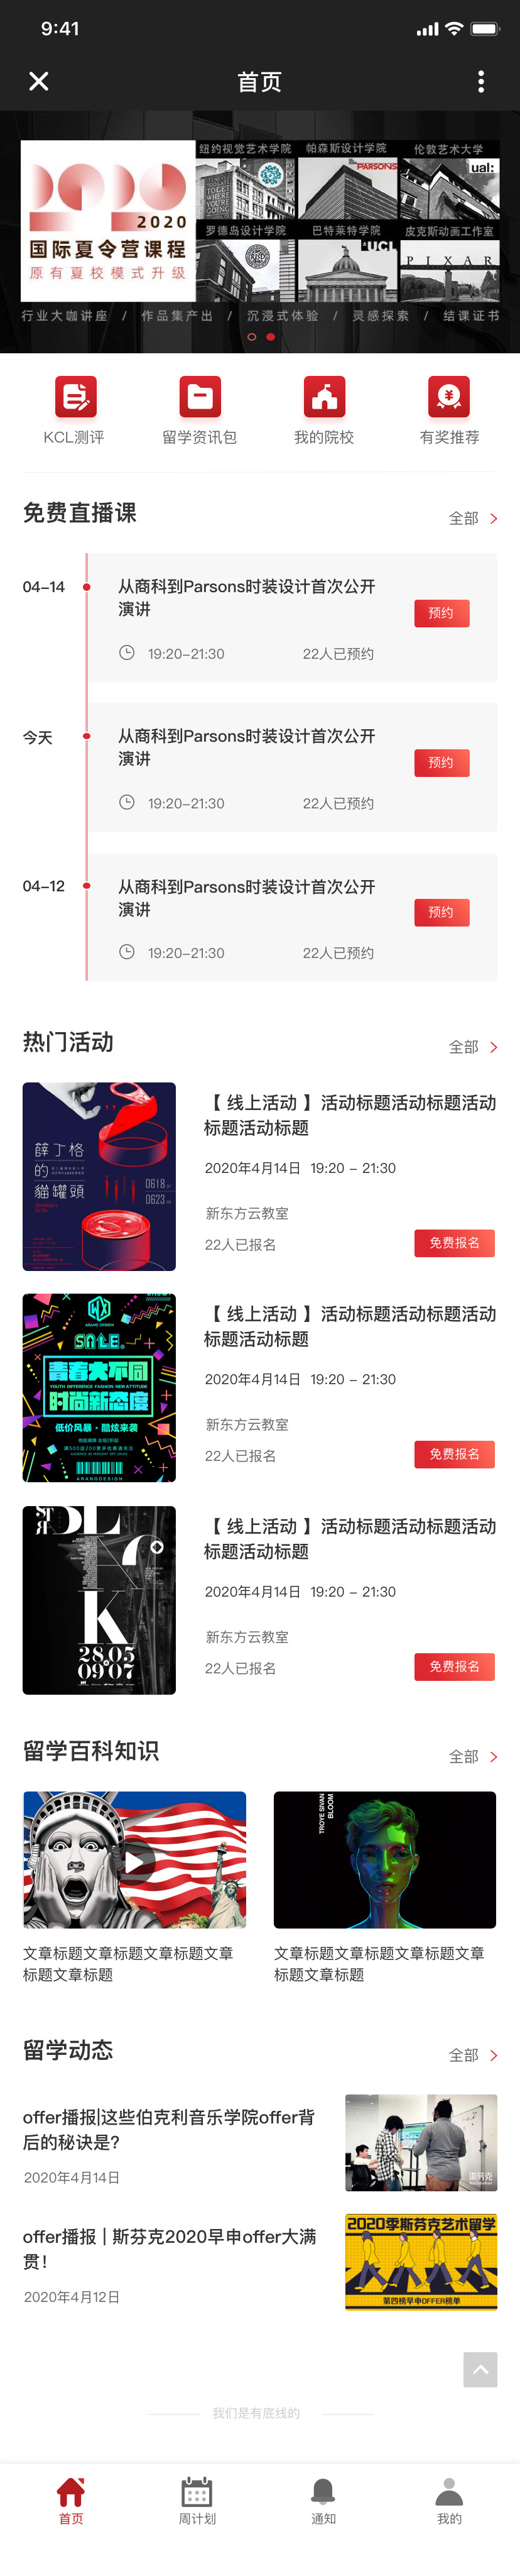 9:41
首页
纽约视觉艺术学院
帕森斯设计学院
伦敦艺术大学
PARSONS
ual:
2020
2020
国际夏令营课程
原有夏校模式升级
罗德岛设计学院
巴特莱特学院
皮克斯动画工作室
UCL
PIXAR
行业大咖讲座 / 作品集产出 / 沉浸式体验 / 灵感探索 / 结课证书
KCL测评
留学资讯包
我的院校
有奖推荐
免费直播课
全部
04-14
从商科到Parsons时装设计首次公开
演讲
预约
19:20-21:30
22人已预约
今天
从商科到Parsons时装设计首次公开
演讲
预约
19:20-21:30
22人已预约
04-12
从商科到Parsons时装设计首次公开
演讲
预约
19:20-21:30
22人已预约
热门活动
全部
薛丁格
的
貓罐頭
0618
0623
【 线上活动 】活动标题活动标题活动
标题活动标题
2020年4月14日 19:20 - 21:30
新东方云教室
22人已报名
免费报名
ARANG DESIGN
SALE.
青春大不同
YOUTH DIFFERENCE FASHION NEW ATTITUDE
时尚新态度
低价风暴·酷炫来袭
ARANGDESIGN
【 线上活动 】活动标题活动标题活动
标题活动标题
2020年4月14日 19:20 - 21:30
新东方云教室
22人已报名
免费报名
K
28.05
09.07
【 线上活动 】活动标题活动标题活动
标题活动标题
2020年4月14日 19:20 - 21:30
新东方云教室
22人已报名
免费报名
留学百科知识
全部
TROYE SIVAN
BLOOM
文章标题文章标题文章标题文章
标题文章标题
文章标题文章标题文章标题文章
标题文章标题
留学动态
全部
offer播报|这些伯克利音乐学院offer背
后的秘诀是?
2020年4月14日
offer播报 | 斯芬克2020早申offer大满
贯!
2020年4月12日
2020季斯芬克艺术留学
第四榜早申OFFER榜单
我们是有底线的
首页
周计划
通知
我的